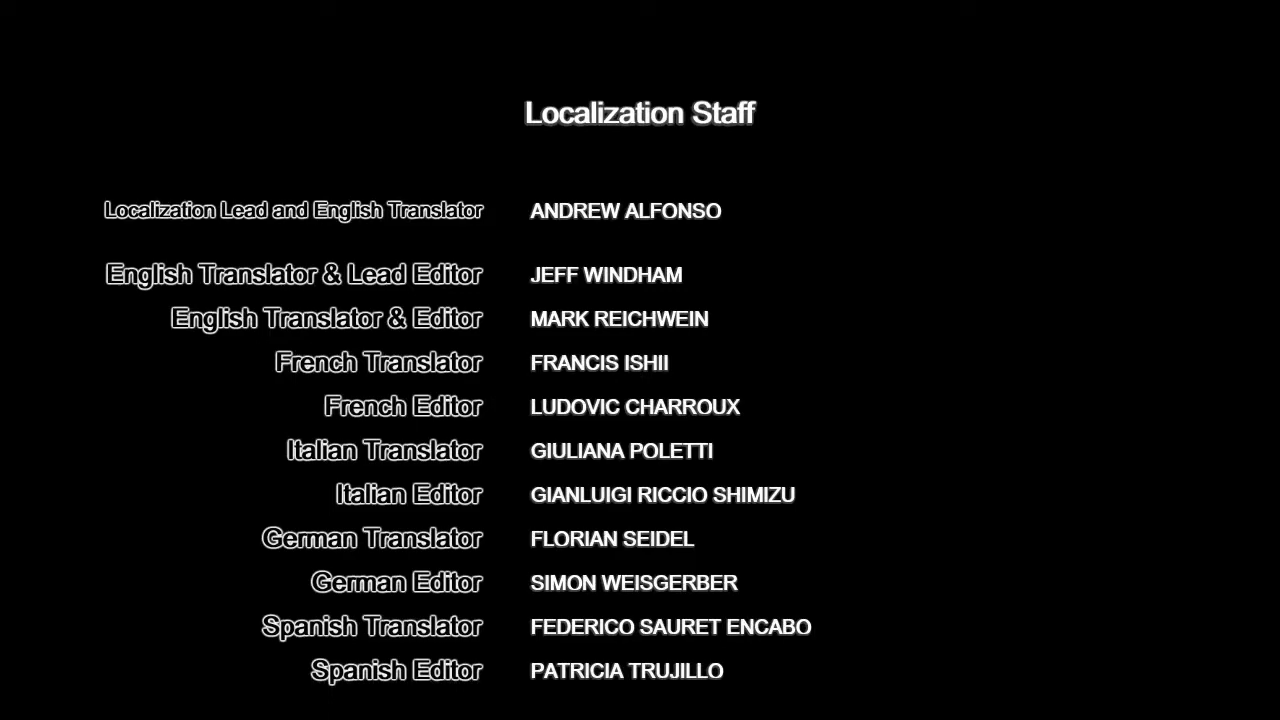 Localization Staff
Localization Lead and English Translator ANDREW ALFONSO
English Translator & Lead Editor JEFF WINDHAM
English Translator & Editor MARK REICHWEIN
French Translator FRANCIS ISHII
French Editor LUDOVIC CHARROUX
Italian Translator GIULIANA POLETTI
Italian Editor GIANLUIGI RICCIO SHIMIZU
German Translator FLORIAN SEIDEL
German Editor SIMON WEISGERBER
Spanish Translator FEDERICO SAURET ENCABO
Spanish Editor PATRICIA TRUJILLO